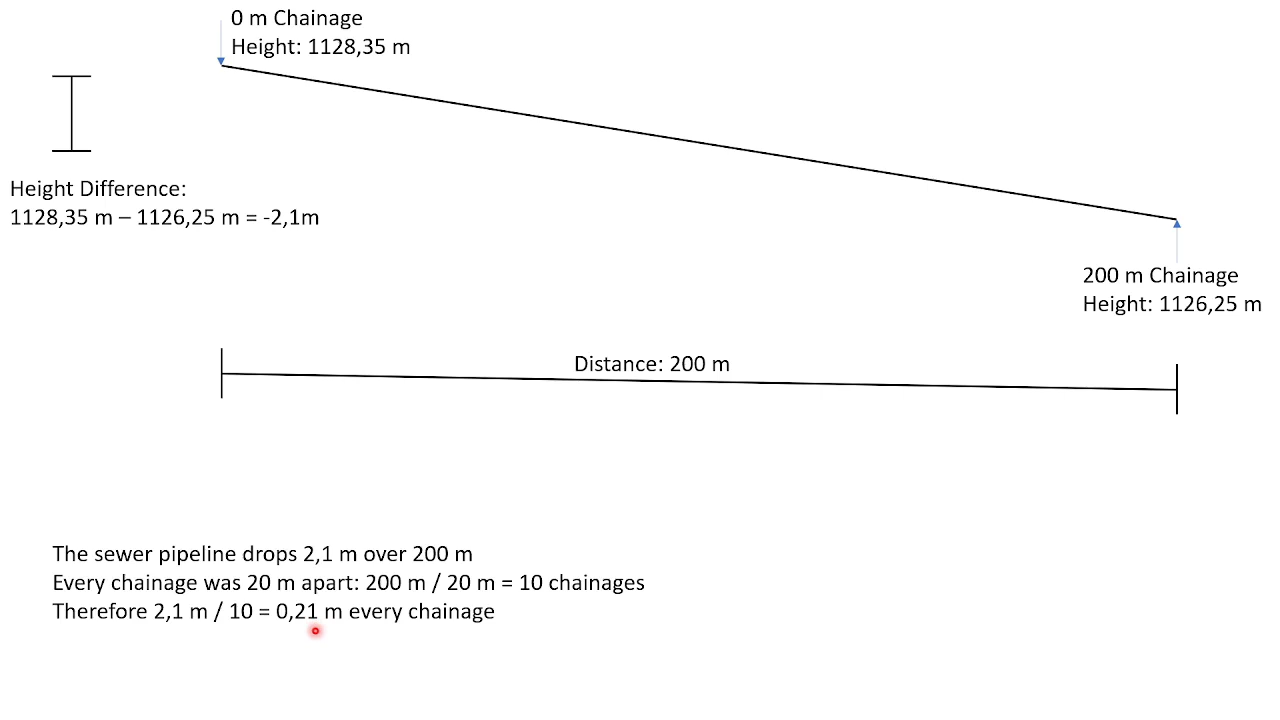 0 m Chainage
Height: 1128,35 m
Height Difference:
1128,35 m – 1126,25 m = -2,1m
200 m Chainage
Height: 1126,25 m
Distance: 200 m
The sewer pipeline drops 2,1 m over 200 m
Every chainage was 20 m apart: 200 m / 20 m = 10 chainages
Therefore 2,1 m / 10 = 0,21 m every chainage